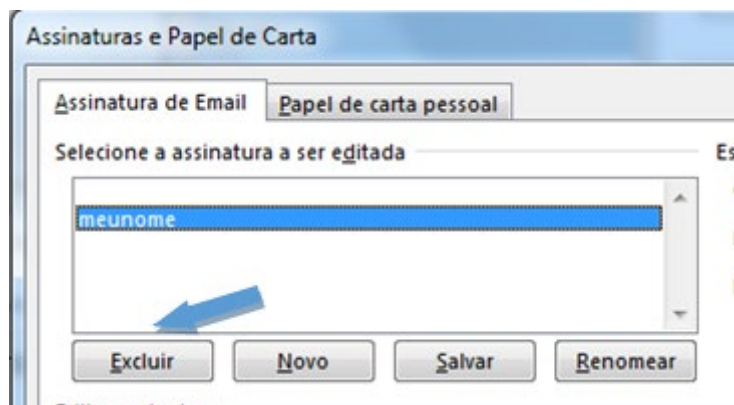 Assinaturas e Papel de Carta
Assinatura de Email
Papel de carta pessoal
Selecione a assinatura a ser editada
Es
meunome
Excluir
Novo
Salvar
Renomear